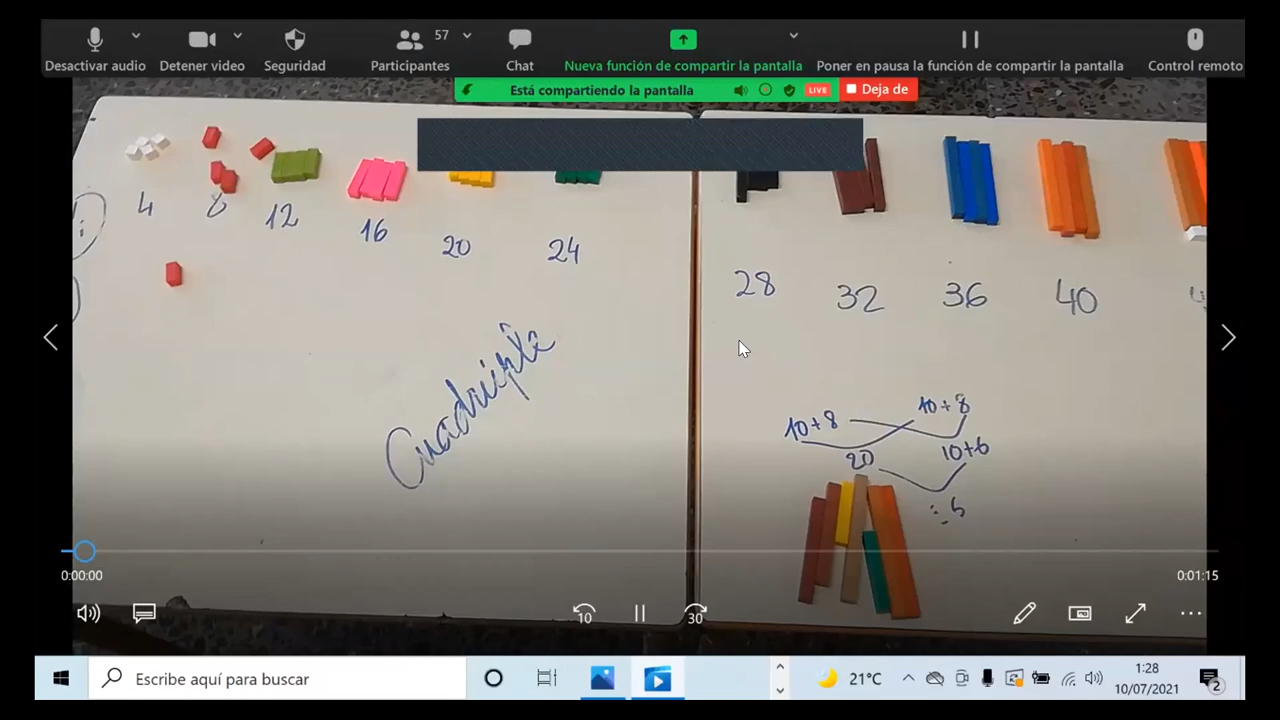 57
Desactivar audio Detener video Seguridad Participantes Chat Nueva función de compartir la pantalla Poner en pausa la función de compartir la pantalla Control remoto
Está compartiendo la pantalla LIVE Deja de
4 8 12 16 20 24 28 32 36 40
Cuadruple
10+8 10+8
20 10+6
0:00:00 0:01:15
10 30
Escribe aquí para buscar 21°C 1:28
10/07/2021 2